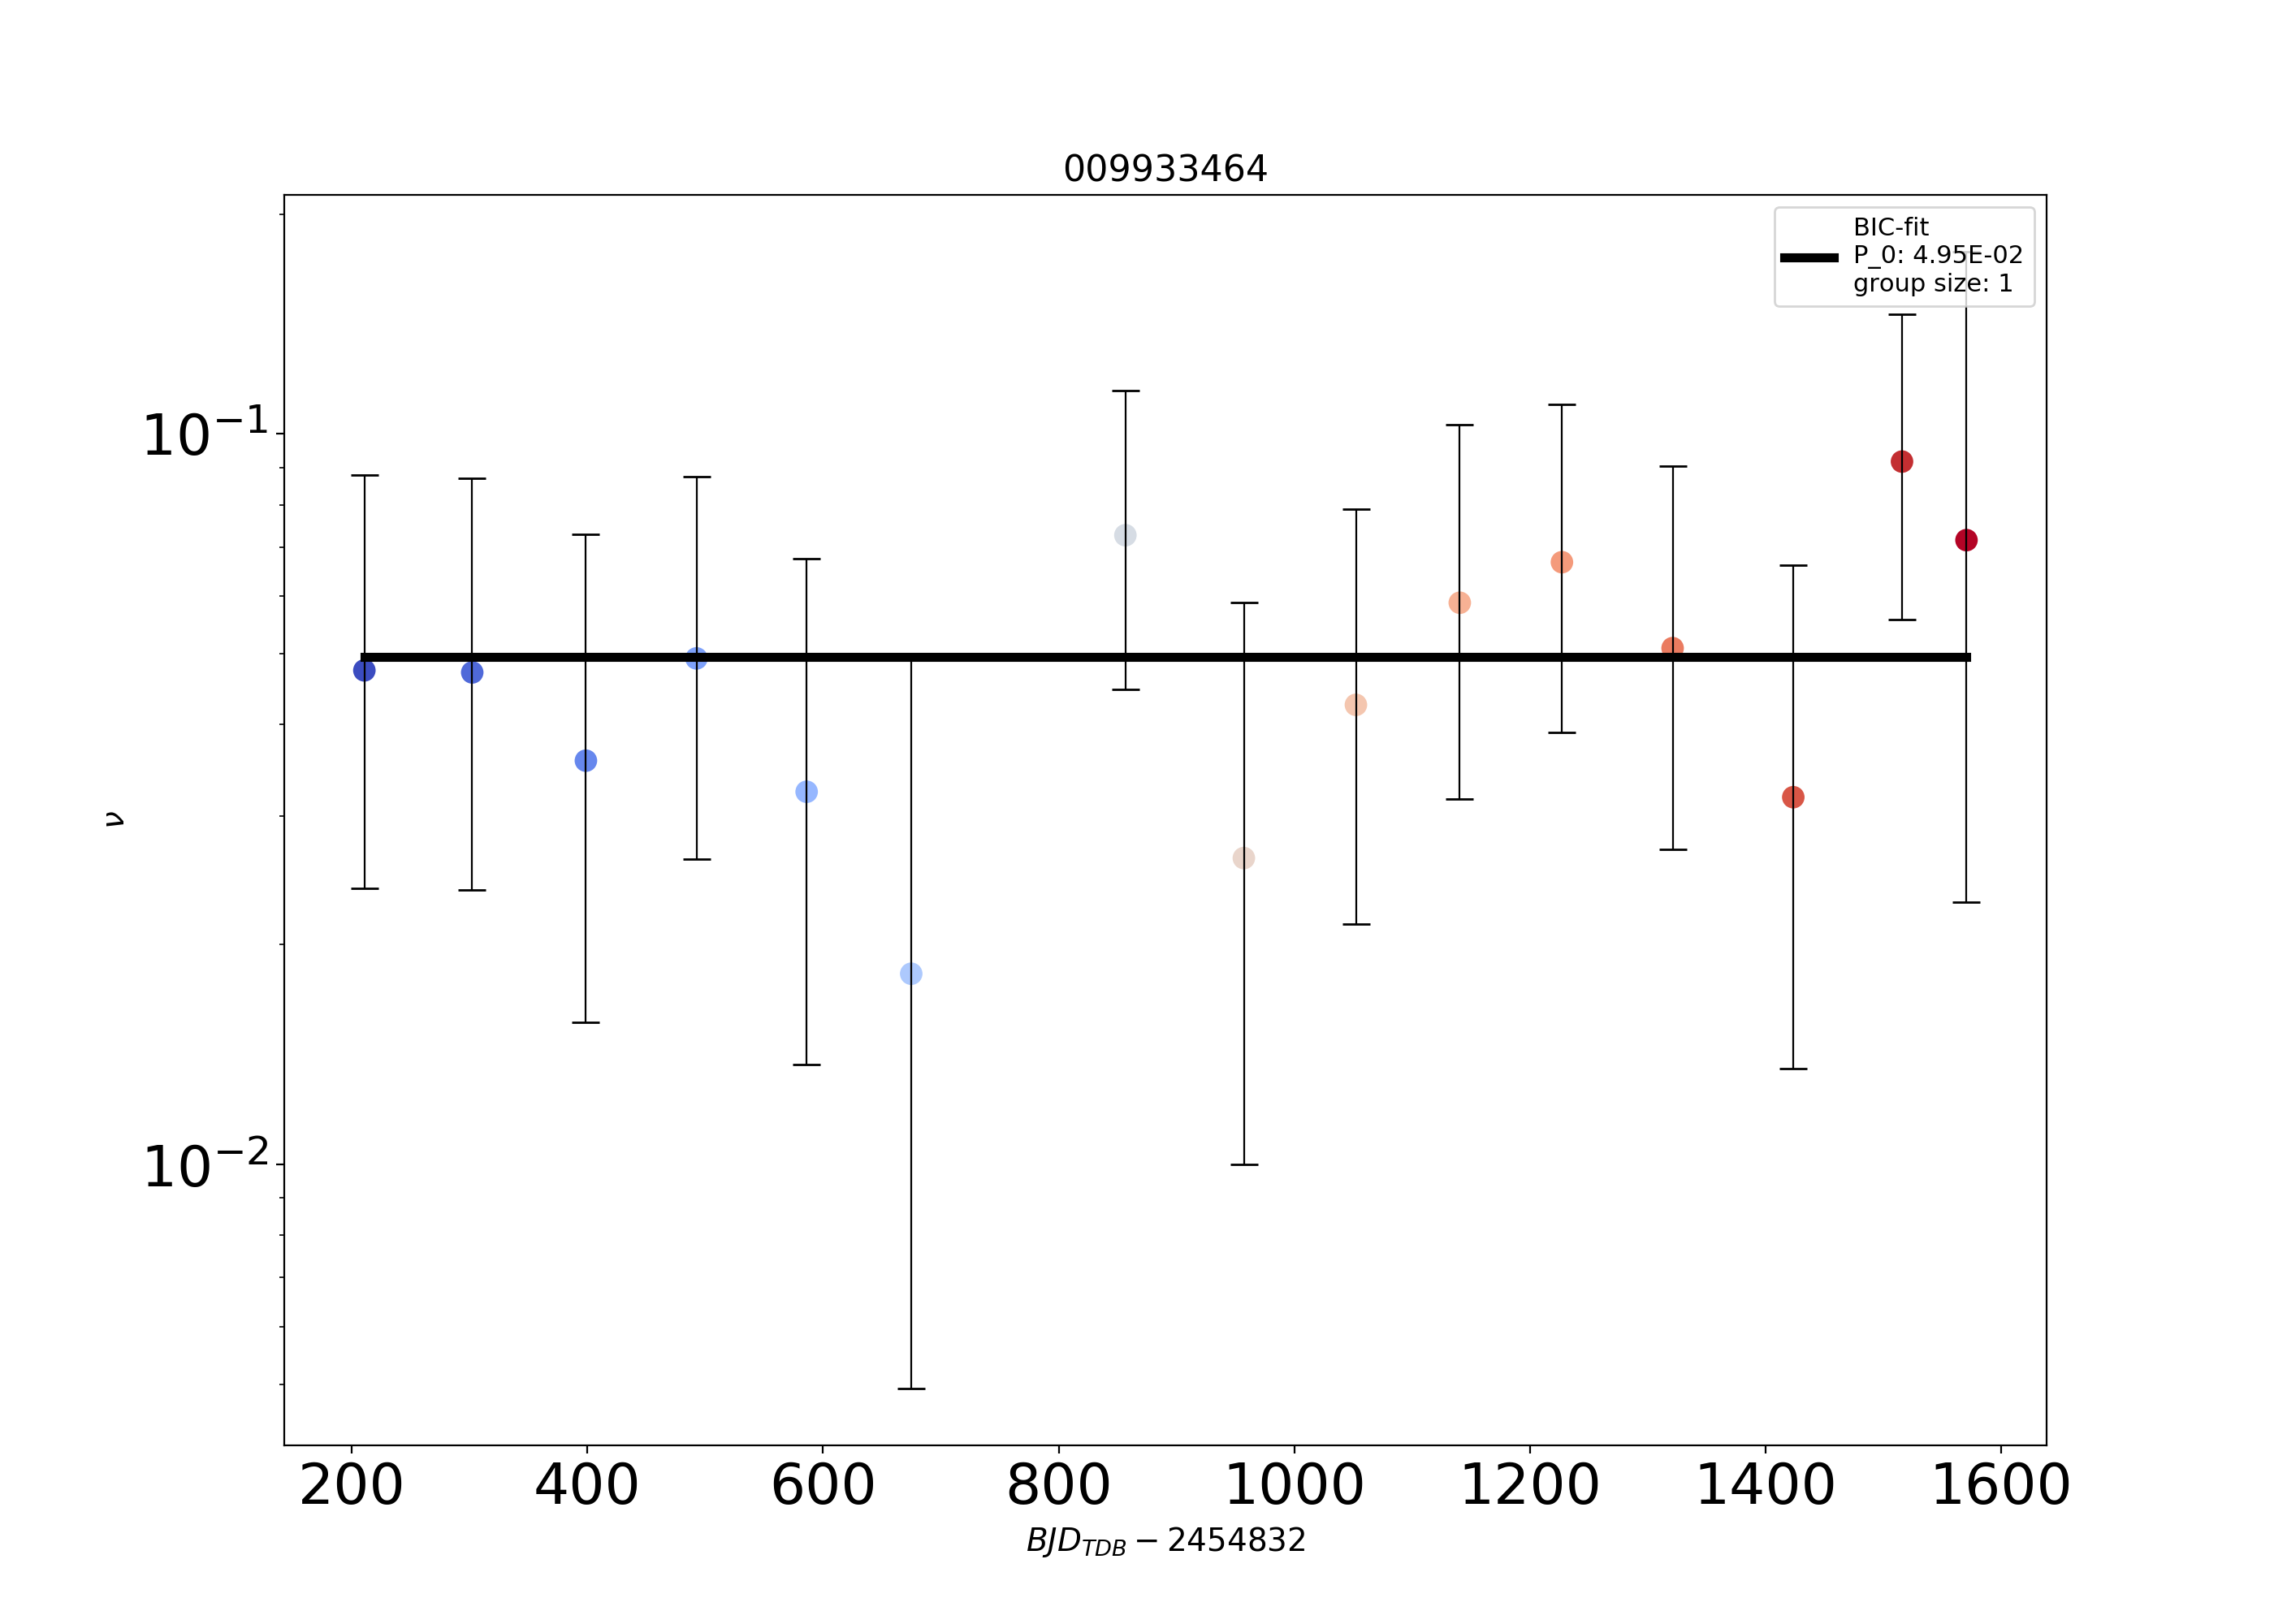 009933464
BIC-fit
P_0: 4.95E-02
group size: 1
10⁻¹
10⁻²
ν
200 400 600 800 1000 1200 1400 1600
BJD_TDB − 2454832